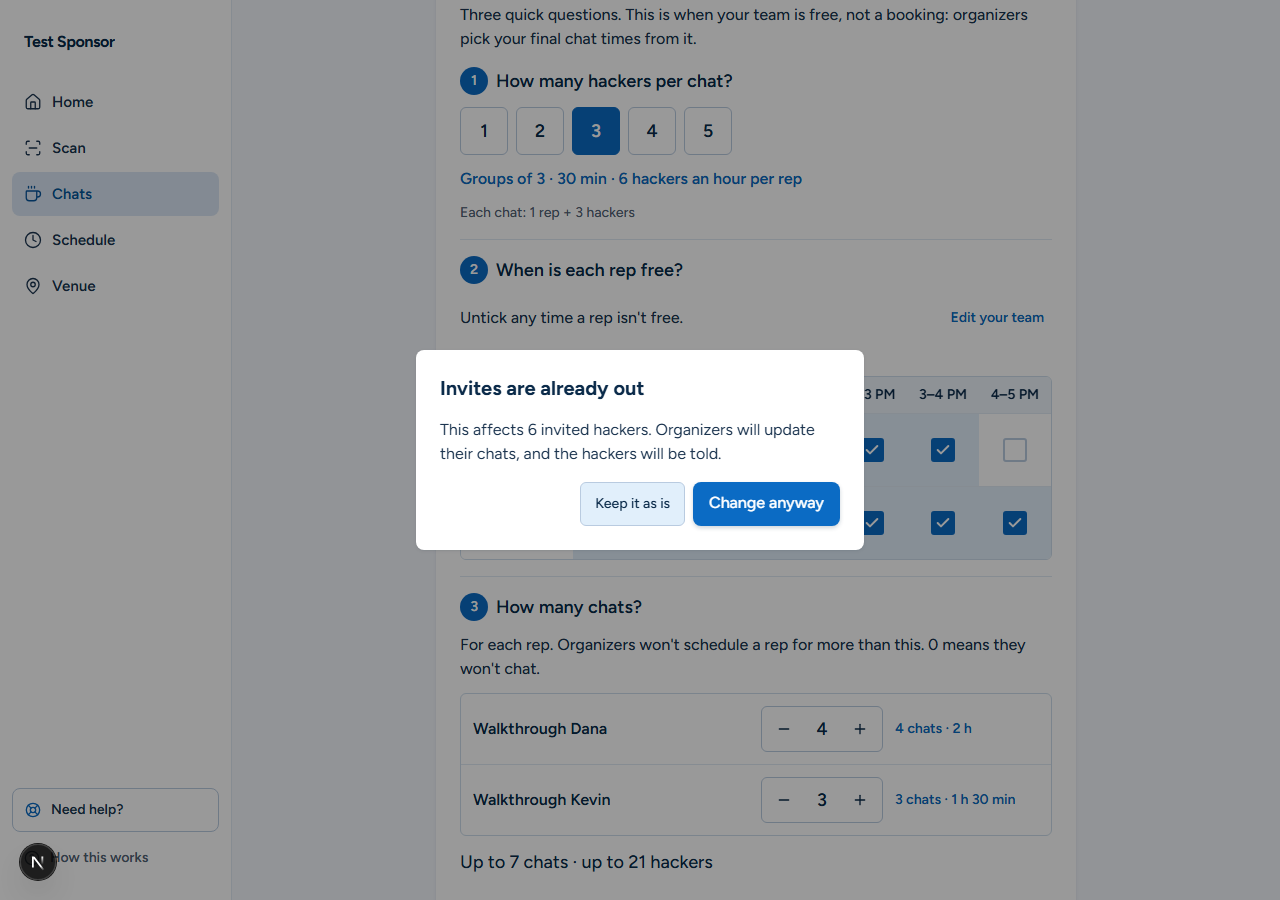 Test Sponsor
Home
Scan
Chats
Schedule
Venue
Need help?
How this works
N
Three quick questions. This is when your team is free, not a booking: organizers
pick your final chat times from it.
1 How many hackers per chat?
1 2 3 4 5
Groups of 3 · 30 min · 6 hackers an hour per rep
Each chat: 1 rep + 3 hackers
2 When is each rep free?
Untick any time a rep isn't free. Edit your team
3 PM 3–4 PM 4–5 PM
Invites are already out
This affects 6 invited hackers. Organizers will update
their chats, and the hackers will be told.
Keep it as is Change anyway
3 How many chats?
For each rep. Organizers won't schedule a rep for more than this. 0 means they
won't chat.
Walkthrough Dana − 4 + 4 chats · 2 h
Walkthrough Kevin − 3 + 3 chats · 1 h 30 min
Up to 7 chats · up to 21 hackers